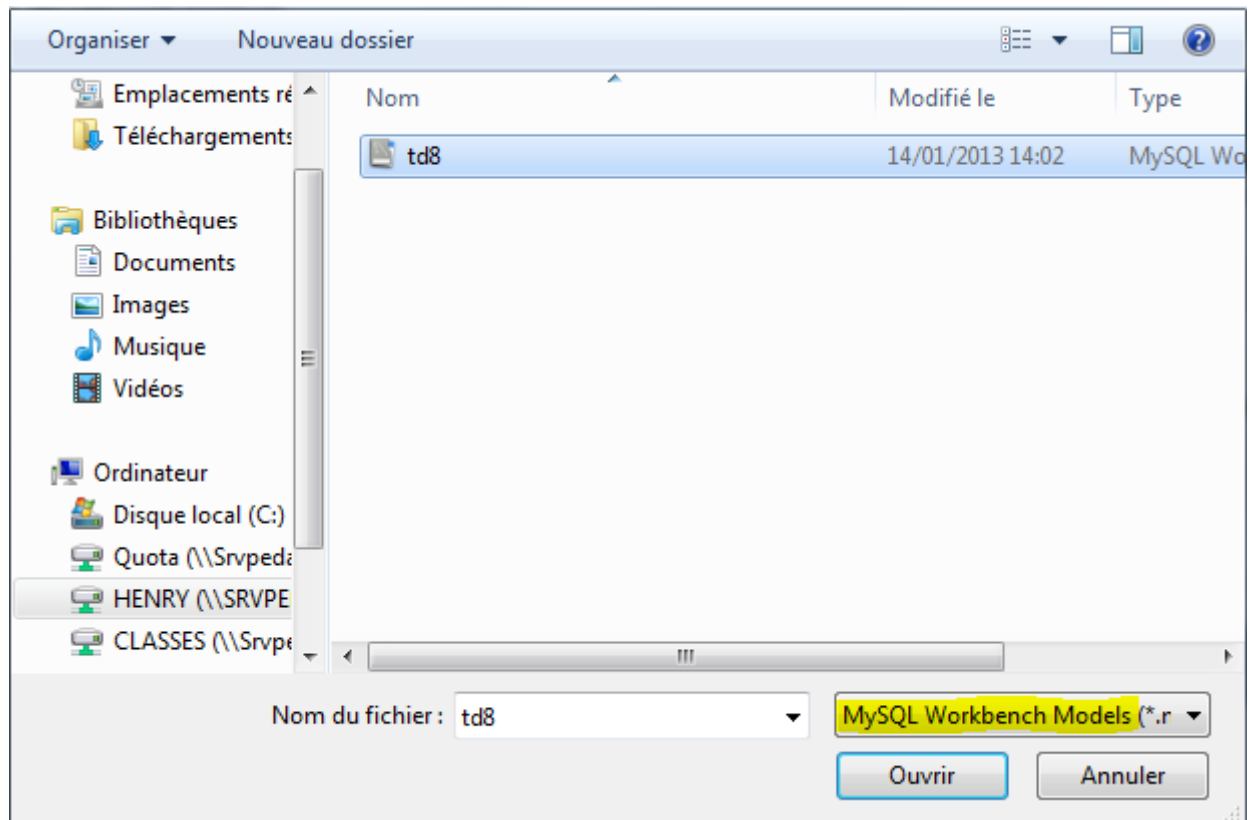 Organiser Nouveau dossier
Emplacements ré
Téléchargements
Bibliothèques
Documents
Images
Musique
Vidéos
Ordinateur
Disque local (C:)
Quota (\\Srvpeda
HENRY (\\SRVPE
CLASSES (\\Srvpe
Nom Modifié le Type
td8 14/01/2013 14:02 MySQL Wo
Nom du fichier : td8 MySQL Workbench Models (*.r
Ouvrir Annuler